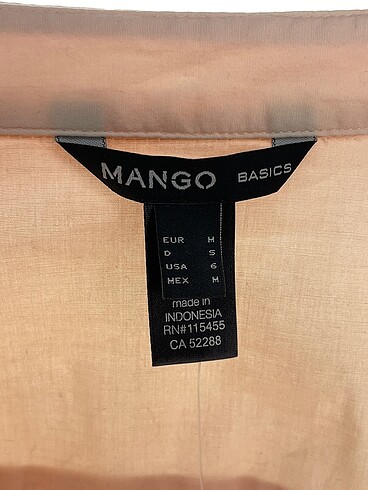 MANGO BASICS
EUR M
D S
USA 6
MEX M
made in
INDONESIA
RN#115455
CA 52288